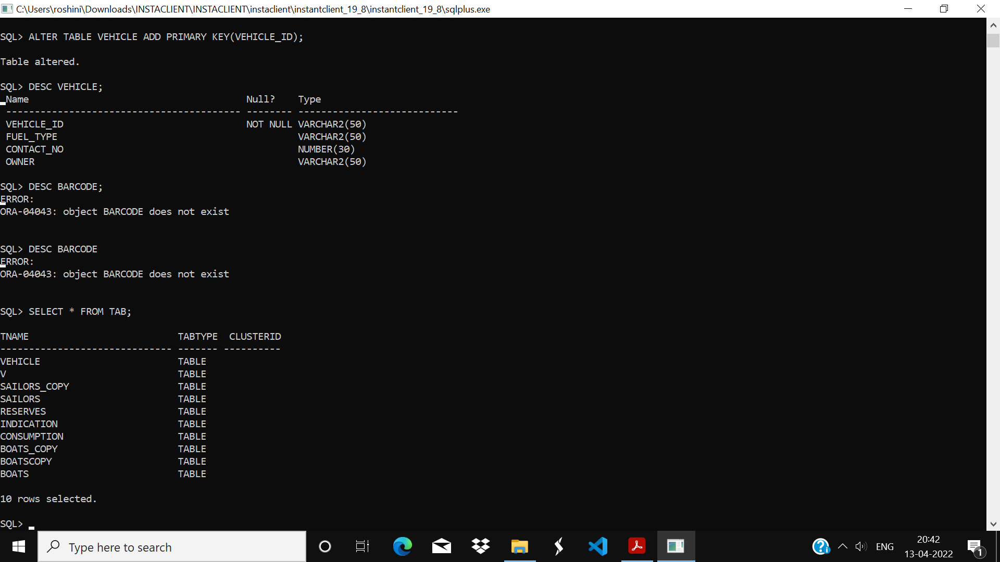 C:\Users\roshini\Downloads\INSTACLIENT\INSTACLIENT\instaclient\instantclient_19_8\instantclient_19_8\sqlplus.exe
SQL> ALTER TABLE VEHICLE ADD PRIMARY KEY(VEHICLE_ID);
Table altered.
SQL> DESC VEHICLE;
Name Null? Type
----------------------------------------- -------- ----------------------------
VEHICLE_ID NOT NULL VARCHAR2(50)
FUEL_TYPE VARCHAR2(50)
CONTACT_NO NUMBER(30)
OWNER VARCHAR2(50)
SQL> DESC BARCODE;
ERROR:
ORA-04043: object BARCODE does not exist
SQL> DESC BARCODE
ERROR:
ORA-04043: object BARCODE does not exist
SQL> SELECT * FROM TAB;
TNAME TABTYPE CLUSTERID
------------------------------ ------- ----------
VEHICLE TABLE
V TABLE
SAILORS_COPY TABLE
SAILORS TABLE
RESERVES TABLE
INDICATION TABLE
CONSUMPTION TABLE
BOATS_COPY TABLE
BOATSCOPY TABLE
BOATS TABLE
10 rows selected.
SQL>
Type here to search
ENG
20:42
13-04-2022
1